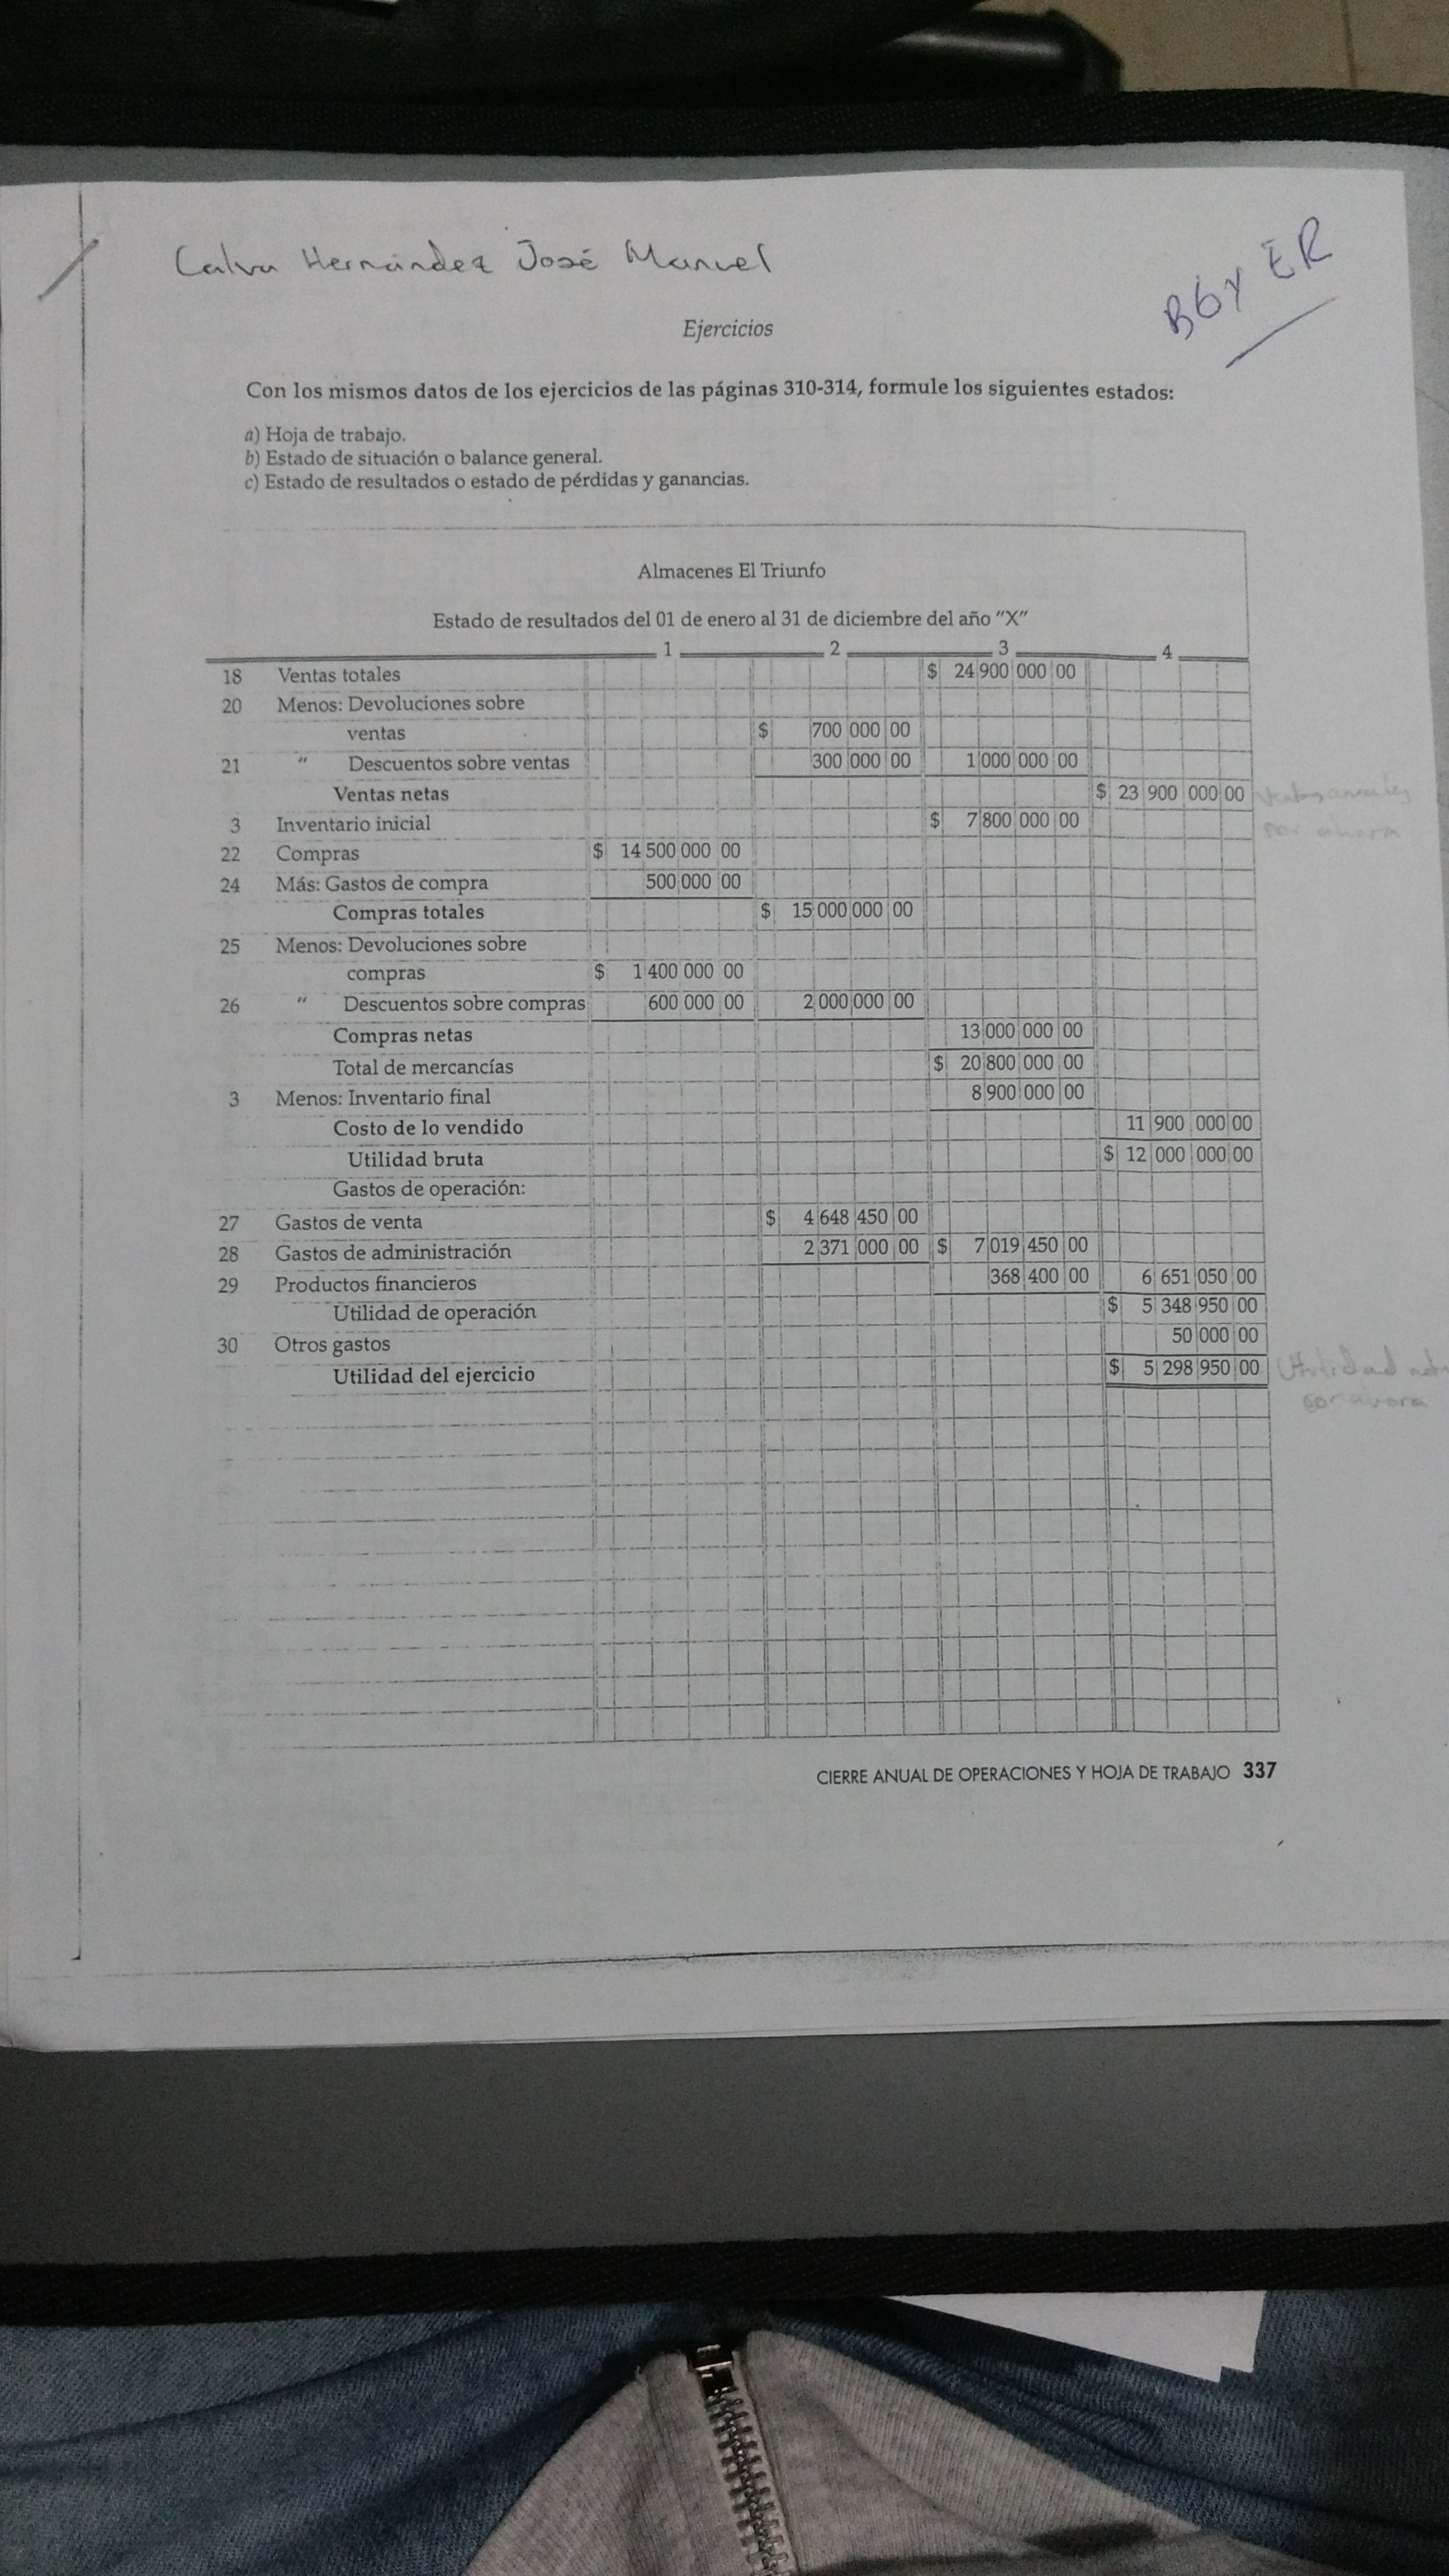 Calva Hernández José Manuel
BGy ER
Ejercicios
Con los mismos datos de los ejercicios de las páginas 310-314, formule los siguientes estados:
a) Hoja de trabajo.
b) Estado de situación o balance general.
c) Estado de resultados o estado de pérdidas y ganancias.
Almacenes El Triunfo
Estado de resultados del 01 de enero al 31 de diciembre del año "X"
1 2 3 4
18 Ventas totales $ 24 900 000 00
20 Menos: Devoluciones sobre
ventas $ 700 000 00
21 " Descuentos sobre ventas 300 000 00 1 000 000 00
Ventas netas $ 23 900 000 00
3 Inventario inicial $ 7 800 000 00
por ahora
22 Compras $ 14 500 000 00
24 Más: Gastos de compra 500 000 00
Compras totales $ 15 000 000 00
25 Menos: Devoluciones sobre
compras $ 1 400 000 00
26 " Descuentos sobre compras 600 000 00 2 000 000 00
Compras netas 13 000 000 00
Total de mercancías $ 20 800 000 00
3 Menos: Inventario final 8 900 000 00
Costo de lo vendido 11 900 000 00
Utilidad bruta $ 12 000 000 00
Gastos de operación:
27 Gastos de venta $ 4 648 450 00
28 Gastos de administración 2 371 000 00 $ 7 019 450 00
29 Productos financieros 368 400 00 6 651 050 00
Utilidad de operación $ 5 348 950 00
30 Otros gastos 50 000 00
Utilidad del ejercicio $ 5 298 950 00 Utilidad
CIERRE ANUAL DE OPERACIONES Y HOJA DE TRABAJO 337